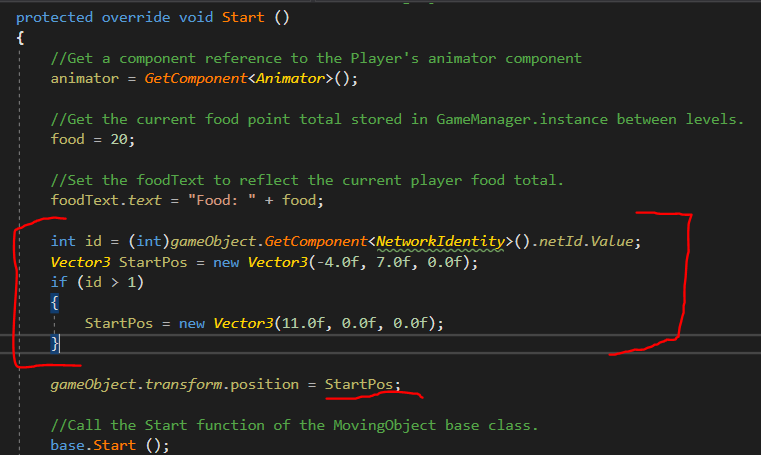 protected override void Start ()
{
//Get a component reference to the Player's animator component
animator = GetComponent<Animator>();
//Get the current food point total stored in GameManager.instance between levels.
food = 20;
//Set the foodText to reflect the current player food total.
foodText.text = "Food: " + food;
int id = (int)gameObject.GetComponent<NetworkIdentity>().netId.Value;
Vector3 StartPos = new Vector3(-4.0f, 7.0f, 0.0f);
if (id > 1)
{
StartPos = new Vector3(11.0f, 0.0f, 0.0f);
}
gameObject.transform.position = StartPos;
//Call the Start function of the MovingObject base class.
base.Start ();